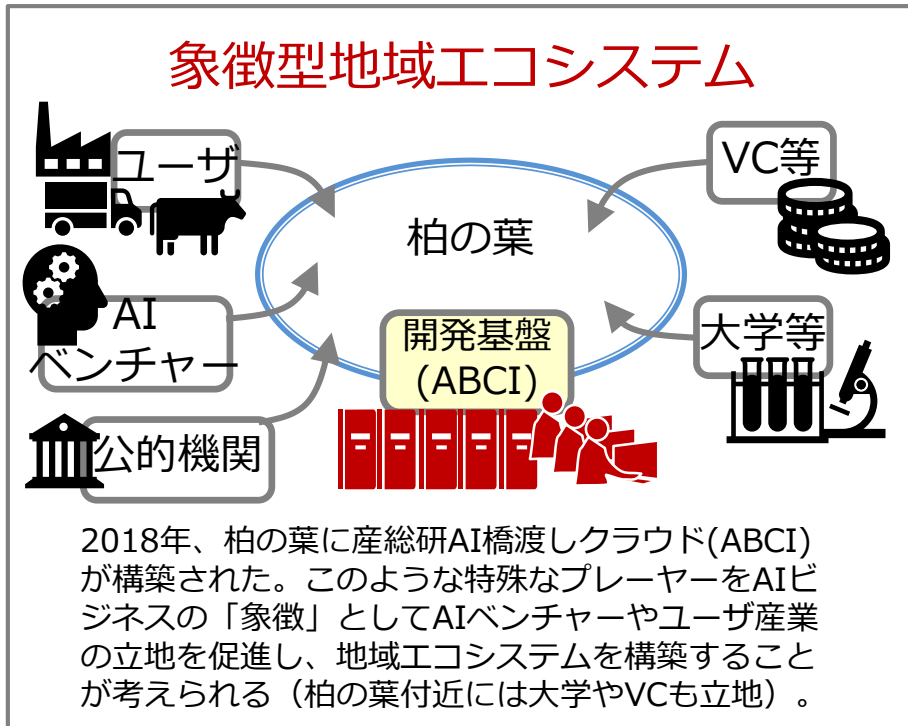 象徴型地域エコシステム
ユーザ
VC等
柏の葉
AI
ベンチャー
開発基盤
(ABCI)
大学等
公的機関
2018年、柏の葉に産総研AI橋渡しクラウド(ABCI)
が構築された。このような特殊なプレーヤーをAIビ
ジネスの「象徴」としてAIベンチャーやユーザ産業
の立地を促進し、地域エコシステムを構築すること
が考えられる（柏の葉付近には大学やVCも立地）。